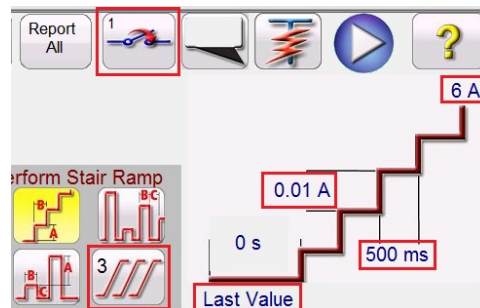 Report
All
1
?
6 A
erform Stair Ramp
B
A
B C
0.01 A
0 s
500 ms
B
C
A
3
Last Value